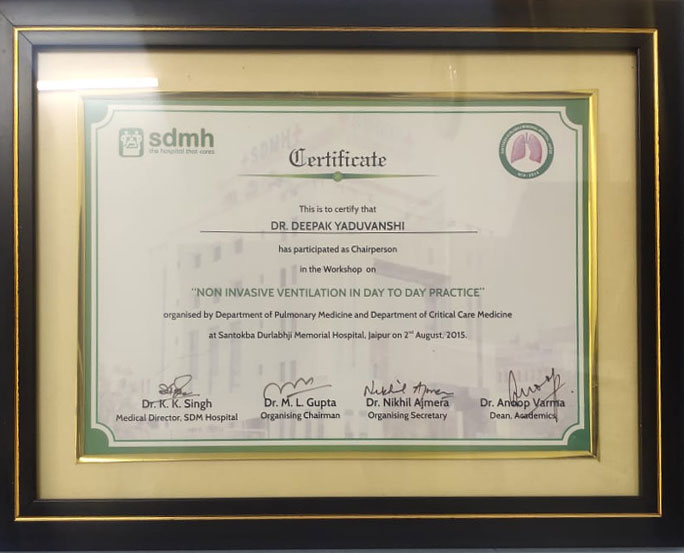 sdmh
the hospital that cares
Certificate
This is to certify that
DR. DEEPAK YADUVANSHI
has participated as Chairperson
in the Workshop on
"NON INVASIVE VENTILATION IN DAY TO DAY PRACTICE"
organised by Department of Pulmonary Medicine and Department of Critical Care Medicine
at Santokba Durlabhji Memorial Hospital, Jaipur on 2nd August, 2015.
Nikhil Ajmera
Dr. K. K. Singh
Medical Director, SDM Hospital
Dr. M. L. Gupta
Organising Chairman
Dr. Nikhil Ajmera
Organising Secretary
Dr. Anoop Varma
Dean, Academics